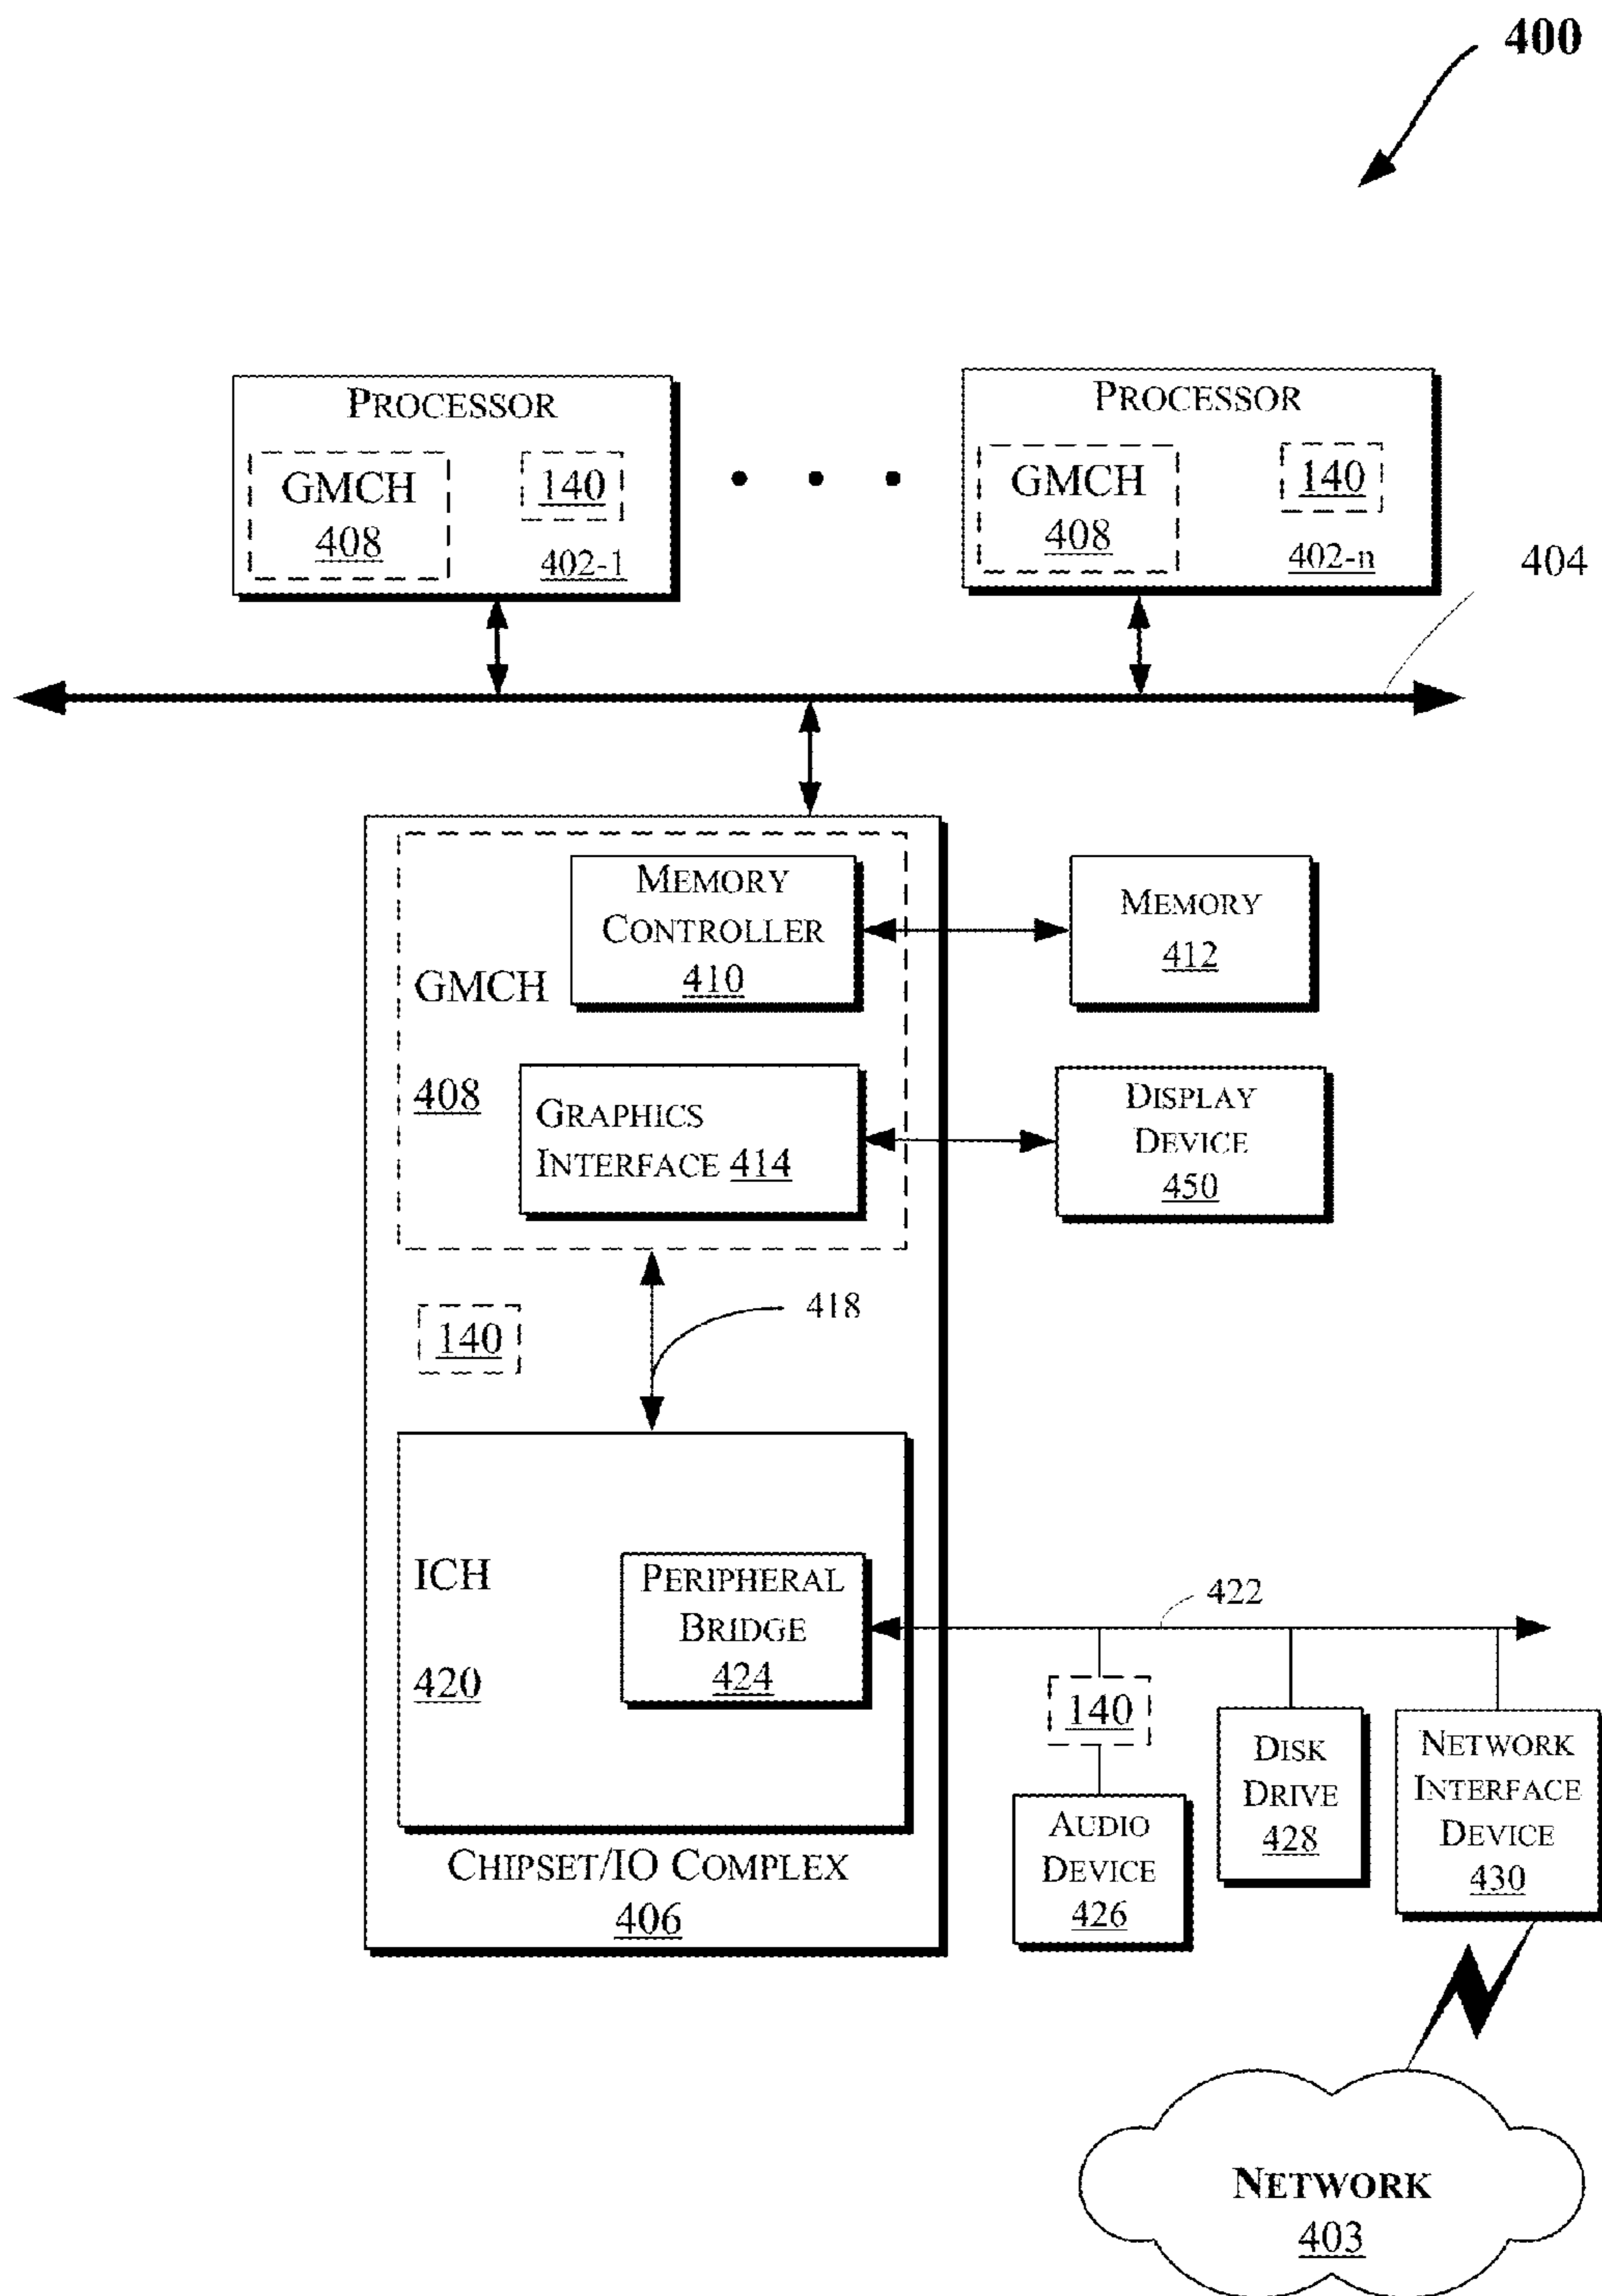 400
PROCESSOR
GMCH
408
140
402-1
PROCESSOR
GMCH
408
140
402-n
404
MEMORY
CONTROLLER
410
GMCH
408
GRAPHICS
INTERFACE 414
MEMORY
412
DISPLAY
DEVICE
450
418
140
ICH
420
PERIPHERAL
BRIDGE
424
422
140
AUDIO
DEVICE
426
DISK
DRIVE
428
NETWORK
INTERFACE
DEVICE
430
CHIPSET/IO COMPLEX
406
NETWORK
403